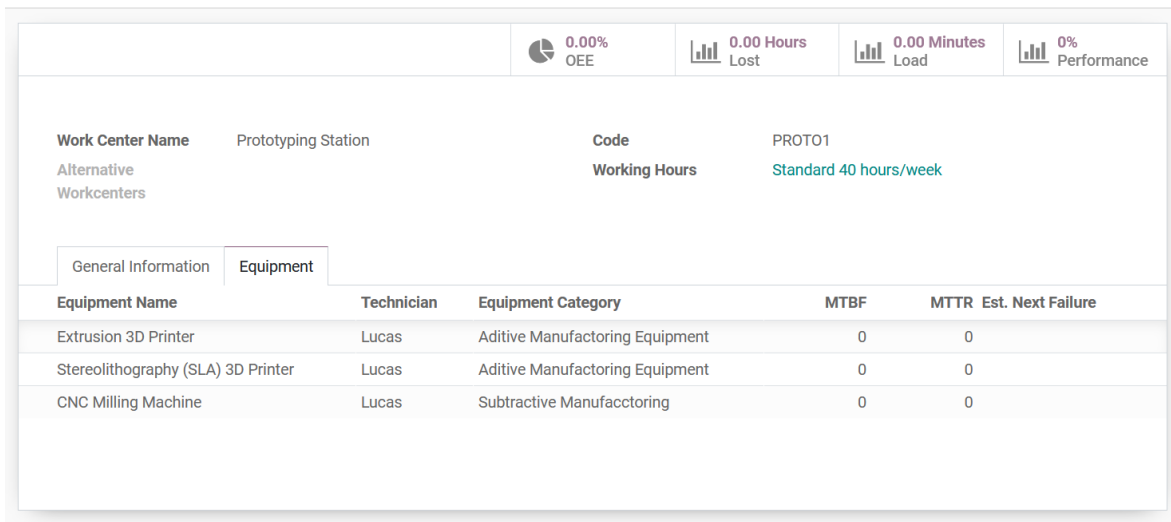 0.00%
OEE
0.00 Hours
Lost
0.00 Minutes
Load
0%
Performance
Work Center Name Prototyping Station
Code PROTO1
Alternative
Workcenters
Working Hours Standard 40 hours/week
General Information Equipment
Equipment Name Technician Equipment Category MTBF MTTR Est. Next Failure
Extrusion 3D Printer Lucas Aditive Manufactoring Equipment 0 0
Stereolithography (SLA) 3D Printer Lucas Aditive Manufactoring Equipment 0 0
CNC Milling Machine Lucas Subtractive Manufacctoring 0 0